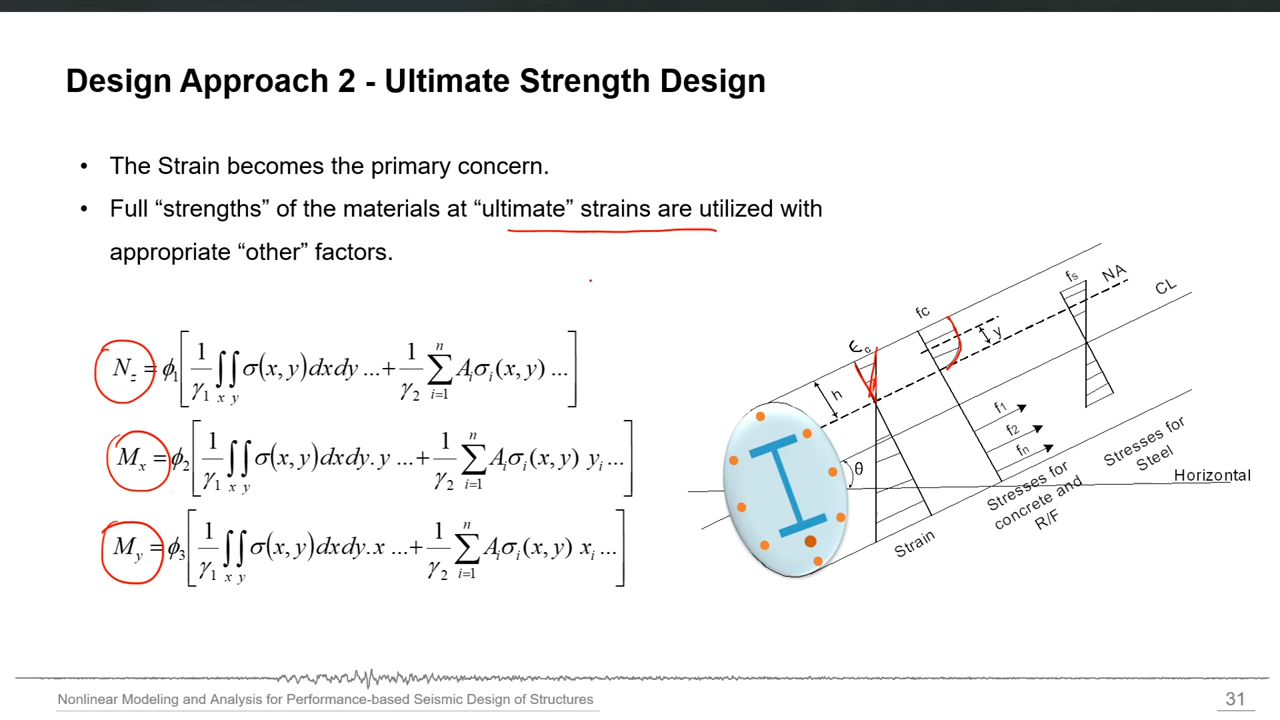 Design Approach 2 - Ultimate Strength Design
• The Strain becomes the primary concern.
• Full “strengths” of the materials at “ultimate” strains are utilized with
appropriate “other” factors.
N_z = ϕ_1 [ 1/γ_1 ∬_{x y} σ(x, y)dxdy ... + 1/γ_2 ∑_{i=1}^{n} A_i σ_i (x, y) ... ]
M_x = ϕ_2 [ 1/γ_1 ∬_{x y} σ(x, y)dxdy.y ... + 1/γ_2 ∑_{i=1}^{n} A_i σ_i (x, y) y_i ... ]
M_y = ϕ_3 [ 1/γ_1 ∬_{x y} σ(x, y)dxdy.x ... + 1/γ_2 ∑_{i=1}^{n} A_i σ_i (x, y) x_i ... ]
fs
NA
CL
fc
y
h
f1
f2
fn
θ
Horizontal
Strain
Stresses for
concrete and
R/F
Stresses for
Steel
Nonlinear Modeling and Analysis for Performance-based Seismic Design of Structures
31